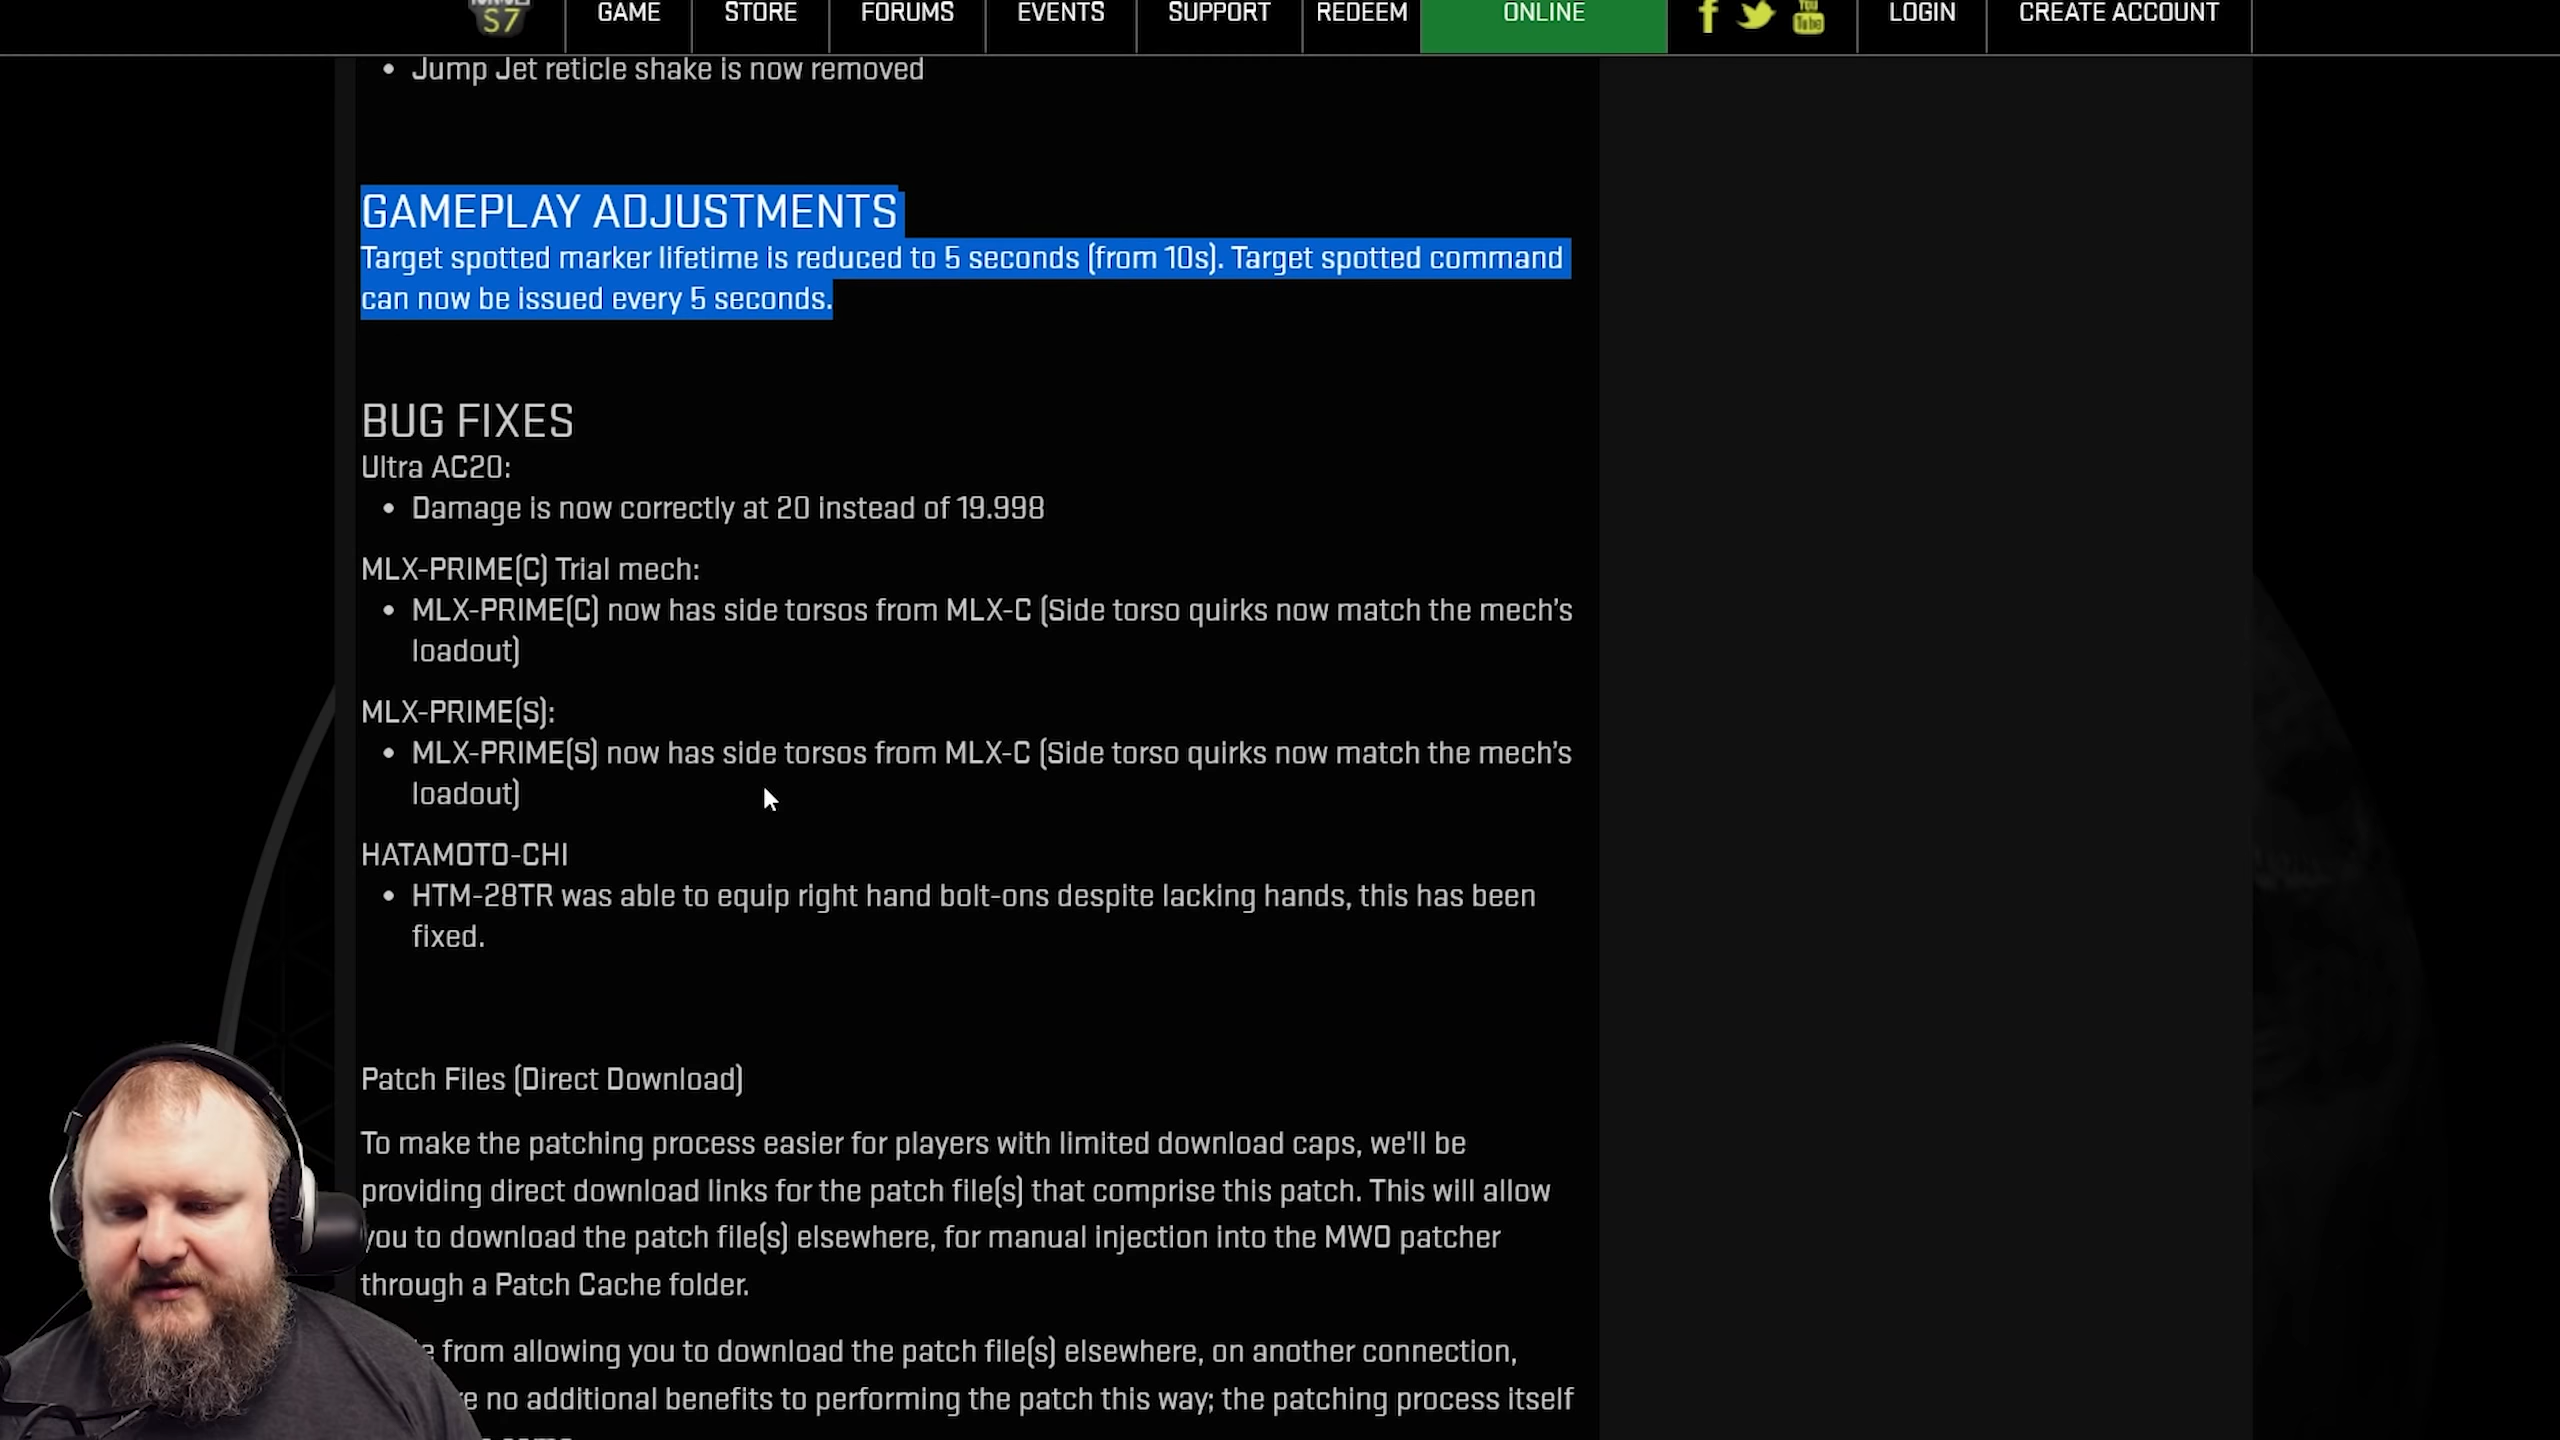 S7
GAME STORE FORUMS EVENTS SUPPORT REDEEM ONLINE f You Tube LOGIN CREATE ACCOUNT
• Jump Jet reticle shake is now removed
GAMEPLAY ADJUSTMENTS
Target spotted marker lifetime is reduced to 5 seconds (from 10s). Target spotted command
can now be issued every 5 seconds.
BUG FIXES
Ultra AC20:
• Damage is now correctly at 20 instead of 19.998
MLX-PRIME(C) Trial mech:
• MLX-PRIME(C) now has side torsos from MLX-C (Side torso quirks now match the mech's
loadout)
MLX-PRIME(S):
• MLX-PRIME(S) now has side torsos from MLX-C (Side torso quirks now match the mech's
loadout)
HATAMOTO-CHI
• HTM-28TR was able to equip right hand bolt-ons despite lacking hands, this has been
fixed.
Patch Files (Direct Download)
To make the patching process easier for players with limited download caps, we'll be
providing direct download links for the patch file(s) that comprise this patch. This will allow
you to download the patch file(s) elsewhere, for manual injection into the MWO patcher
through a Patch Cache folder.
from allowing you to download the patch file(s) elsewhere, on another connection,
no additional benefits to performing the patch this way; the patching process itself